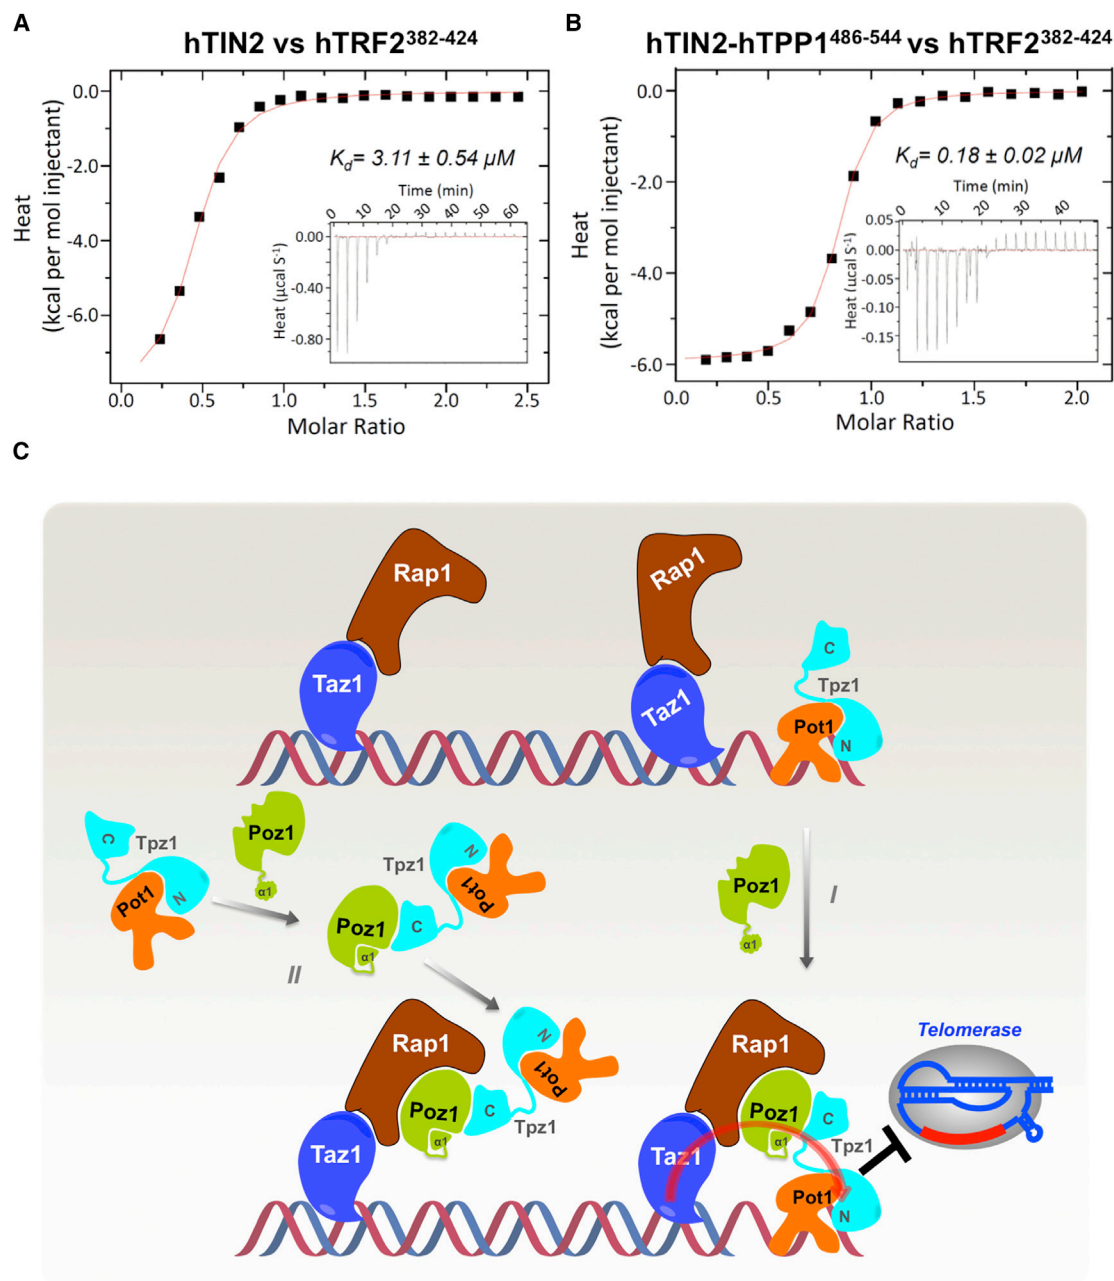 A
hTIN2 vs hTRF2382-424
0.0
-2.0
-4.0
-6.0
Heat
(kcal per mol injectant)
Kd= 3.11 ± 0.54 μM
Time (min)
0 10 20 30 40 50 60
0.00
-0.40
-0.80
Heat (μcal S-1)
0.0 0.5 1.0 1.5 2.0 2.5
Molar Ratio
B
hTIN2-hTPP1486-544 vs hTRF2382-424
0.0
-2.0
-4.0
-6.0
Heat
(kcal per mol injectant)
Kd= 0.18 ± 0.02 μM
Time (min)
0 10 20 30 40
0.05
0.00
-0.05
-0.10
-0.15
Heat (ucal S-1)
0.0 0.5 1.0 1.5 2.0
Molar Ratio
C
Rap1
Taz1
Rap1
Taz1
C
Tpz1
Pot1
N
C
Tpz1
Pot1
N
Poz1
α1
Tpz1
N
Pot1
Poz1
C
α1
II
Poz1
α1
I
Rap1
Taz1
Poz1
α1
C
Tpz1
N
Pot1
Rap1
Taz1
Poz1
α1
C
Tpz1
Pot1
N
Telomerase